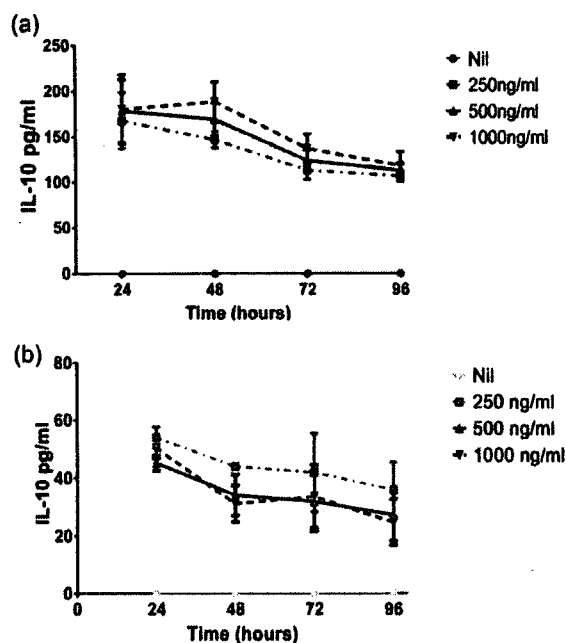 (a)
250
200
150
100
50
0
IL-10 pg/ml
24 48 72 96
Time (hours)
Nil
250ng/ml
500ng/ml
1000ng/ml
(b)
80
60
40
20
0
IL-10 pg/ml
0 24 48 72 96
Time (hours)
Nil
250 ng/ml
500 ng/ml
1000 ng/ml